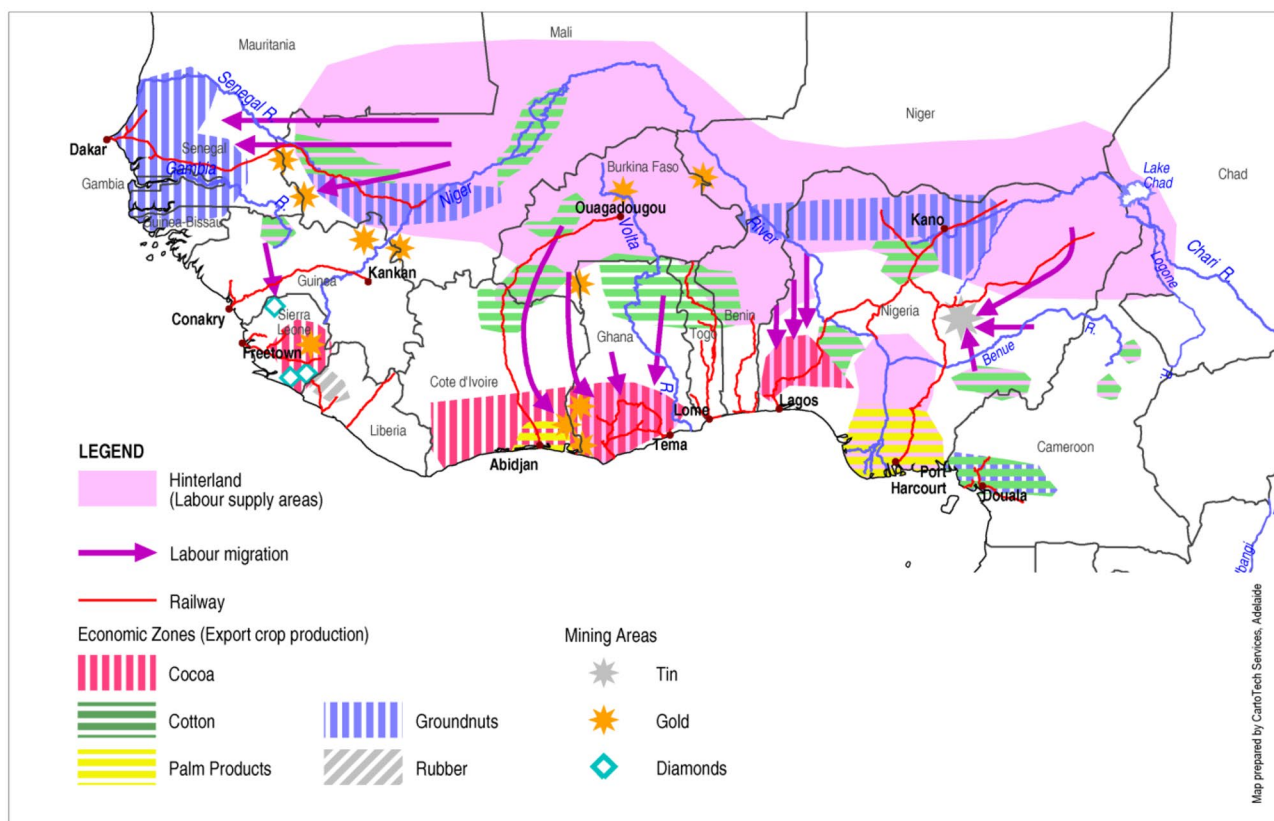 Mauritania
Mali
Niger
Chad
Senegal R.
Dakar
Senegal
Gambia
Gambia
R.
Guinea-Bissau
Niger
River
Burkina Faso
Ouagadougou
Volta
R.
Kano
Lake
Chad
Chari R.
Logone
R.
Kankan
Guinea
Conakry
Sierra
Leone
Freetown
Liberia
Cote d'Ivoire
Ghana
Togo
Benin
Nigeria
Benue
R.
Abidjan
Tema
Lome
Lagos
Port
Harcourt
Douala
Cameroon
Ubangi
LEGEND
Hinterland
(Labour supply areas)
Labour migration
Railway
Economic Zones (Export crop production)
Cocoa
Cotton
Palm Products
Groundnuts
Rubber
Mining Areas
Tin
Gold
Diamonds
Map prepared by CartoTech Services, Adelaide